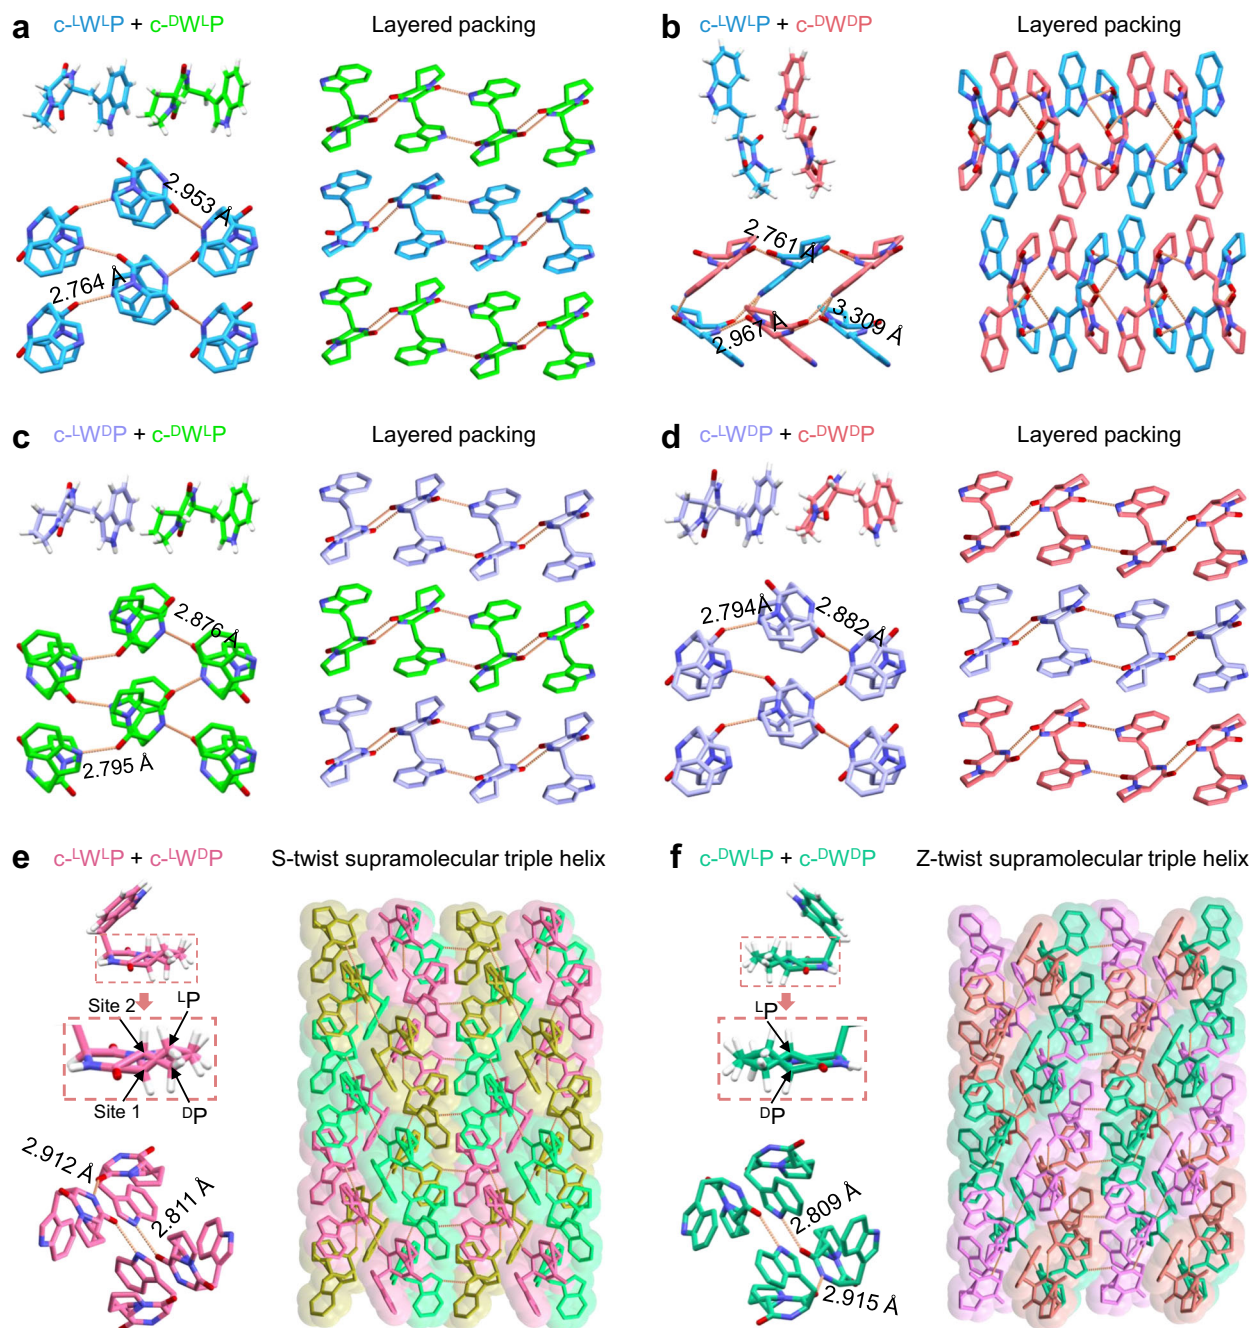 a c-ᴸWᴸP + c-ᴰWᴸP Layered packing
2.953 Å
2.764 Å
b c-ᴸWᴸP + c-ᴰWᴰP Layered packing
2.761 Å
3.309 Å
2.967 Å
c c-ᴸWᴰP + c-ᴰWᴸP Layered packing
2.876 Å
2.795 Å
d c-ᴸWᴰP + c-ᴰWᴰP Layered packing
2.794Å
2.882 Å
e c-ᴸWᴸP + c-ᴸWᴰP S-twist supramolecular triple helix
Site 2 ᴸP
Site 1 ᴰP
2.912 Å
2.811 Å
f c-ᴰWᴸP + c-ᴰWᴰP Z-twist supramolecular triple helix
ᴸP
ᴰP
2.809 Å
2.915 Å